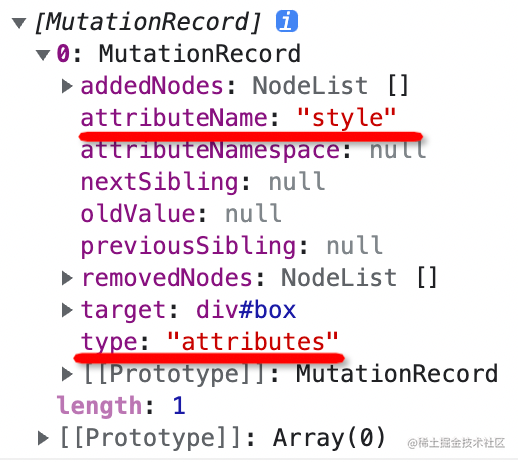 [MutationRecord] i
0: MutationRecord
addedNodes: NodeList []
attributeName: "style"
attributeNamespace: null
nextSibling: null
oldValue: null
previousSibling: null
removedNodes: NodeList []
target: div#box
type: "attributes"
[[Prototype]]: MutationRecord
length: 1
[[Prototype]]: Array(0)
@稀土掘金技术社区